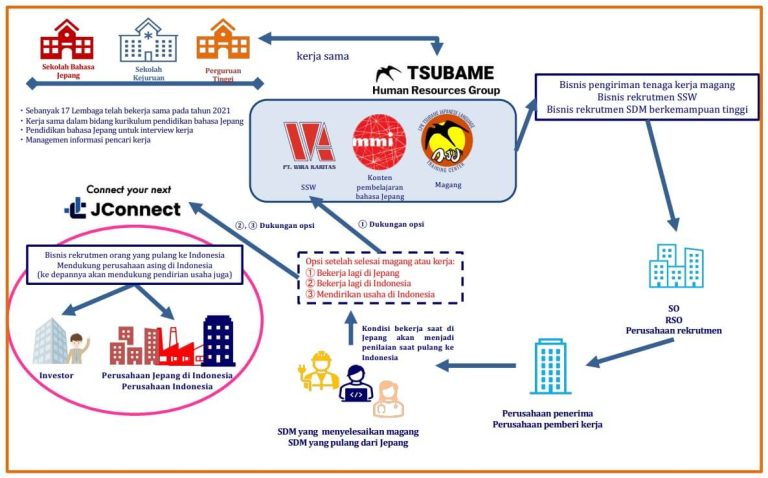 Sekolah Bahasa
Jepang
Sekolah
Kejuruan
Perguruan
Tinggi
kerja sama
TSUBAME
Human Resources Group
• Sebanyak 17 Lembaga telah bekerja sama pada tahun 2021
• Kerja sama dalam bidang kurikulum pendidikan bahasa Jepang
• Pendidikan bahasa Jepang untuk interview kerja
• Managemen informasi pencari kerja
PT. WIRA KARITAS
SSW
mmi
Konten
pembelajaran
bahasa Jepang
LPK TSUBAME JAPANESE LANGUAGE
TRAINING CENTER
Magang
Bisnis pengiriman tenaga kerja magang
Bisnis rekrutmen SSW
Bisnis rekrutmen SDM berkemampuan tinggi
Connect your next
JConnect
②, ③ Dukungan opsi
① Dukungan opsi
Bisnis rekrutmen orang yang pulang ke Indonesia
Mendukung perusahaan asing di Indonesia
(ke depannya akan mendukung pendirian usaha juga)
Opsi setelah selesai magang atau kerja:
① Bekerja lagi di Jepang
② Bekerja lagi di Indonesia
③ Mendirikan usaha di Indonesia
SO
RSO
Perusahaan rekrutmen
Kondisi bekerja saat di
Jepang akan menjadi
penilaian saat pulang ke
Indonesia
Investor
Perusahaan Jepang di Indonesia
Perusahaan Indonesia
Perusahaan penerima
Perusahaan pemberi kerja
SDM yang menyelesaikan magang
SDM yang pulang dari Jepang